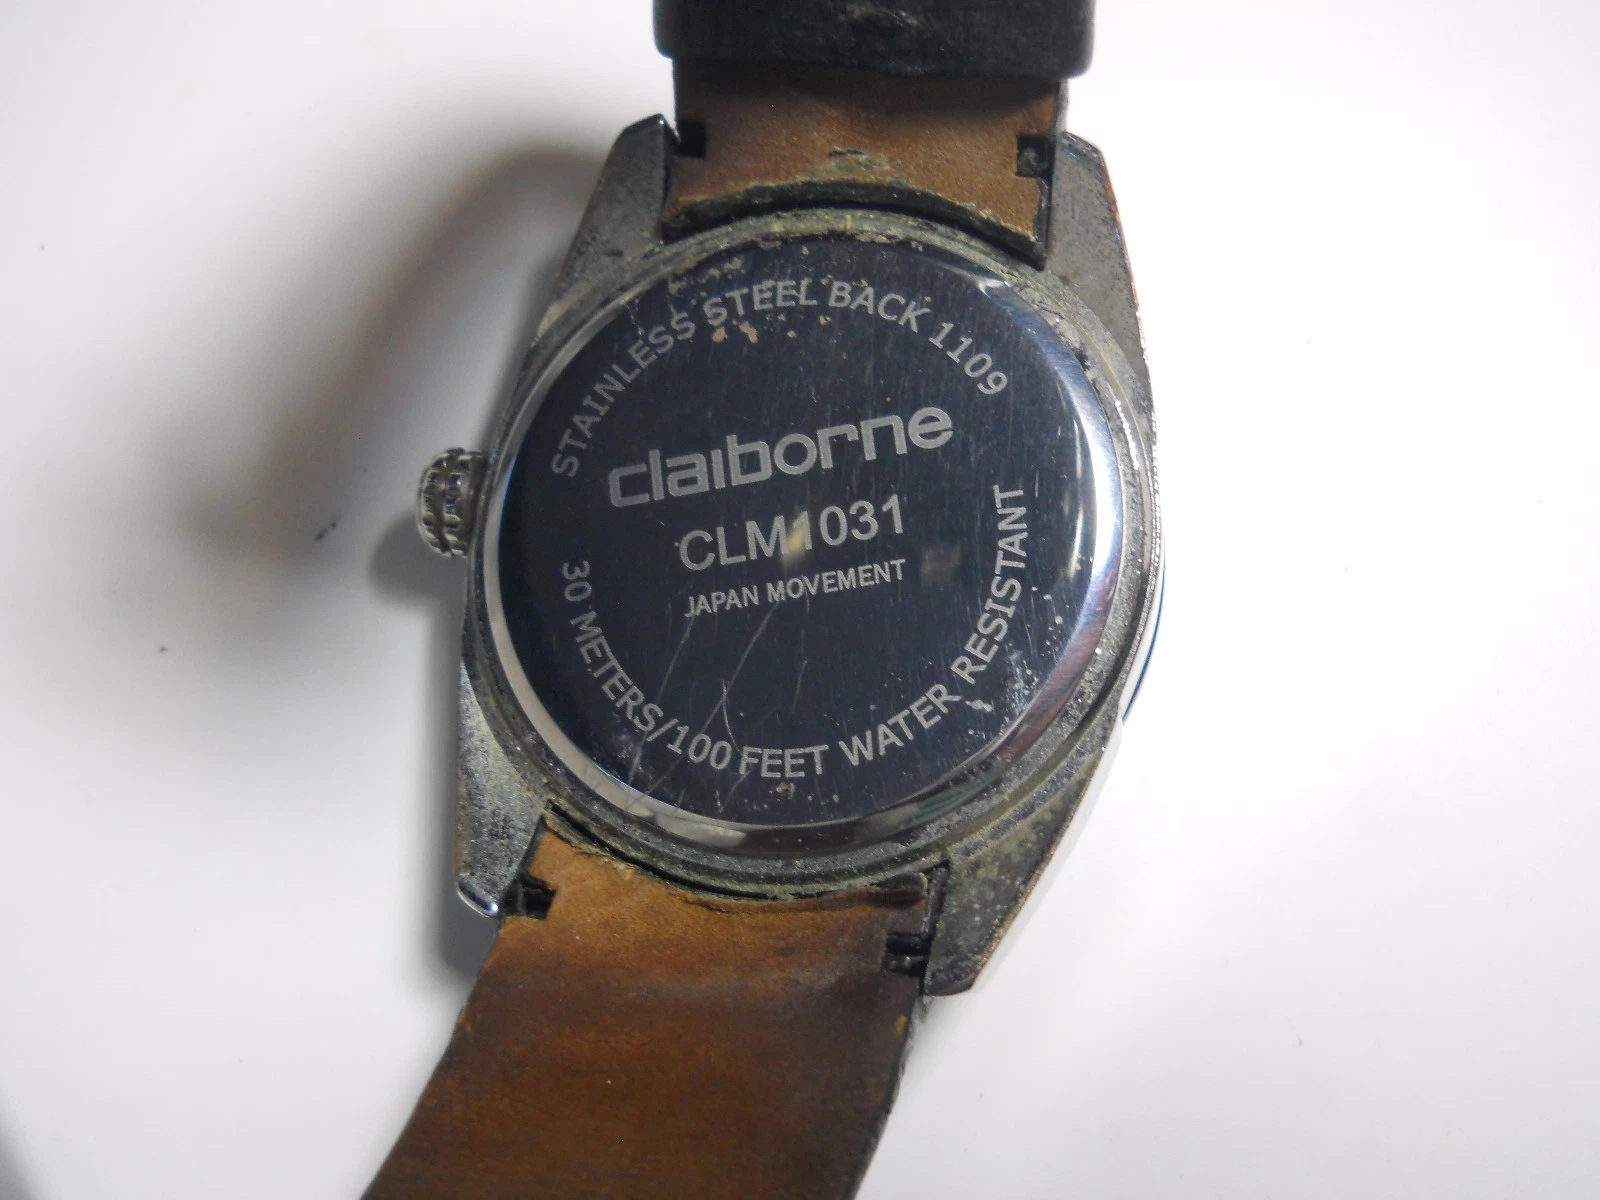 STAINLESS STEEL BACK 1109
claiborne
CLM1031
JAPAN MOVEMENT
30 METERS/100 FEET WATER RESISTANT